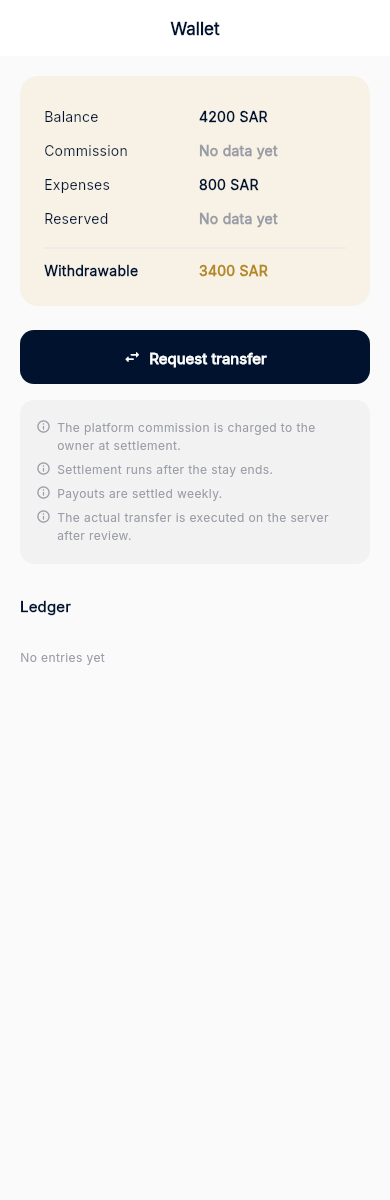 Wallet
Balance 4200 SAR
Commission No data yet
Expenses 800 SAR
Reserved No data yet
Withdrawable 3400 SAR
Request transfer
The platform commission is charged to the
owner at settlement.
Settlement runs after the stay ends.
Payouts are settled weekly.
The actual transfer is executed on the server
after review.
Ledger
No entries yet